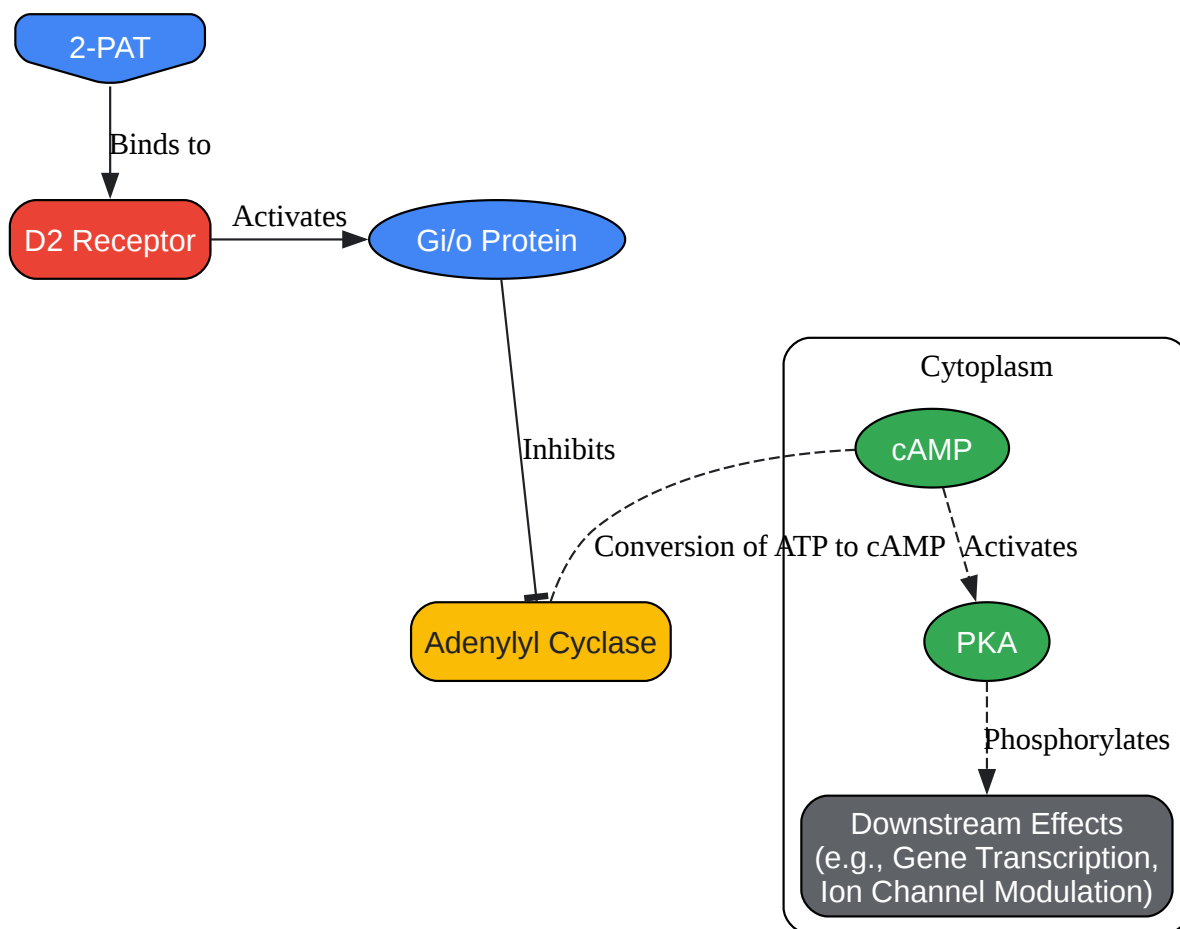 2-PAT
Binds to
D2 Receptor
Activates
Gi/o Protein
Inhibits
Cytoplasm
cAMP
Conversion of ATP to cAMP
Activates
Adenylyl Cyclase
PKA
Phosphorylates
Downstream Effects
(e.g., Gene Transcription,
Ion Channel Modulation)